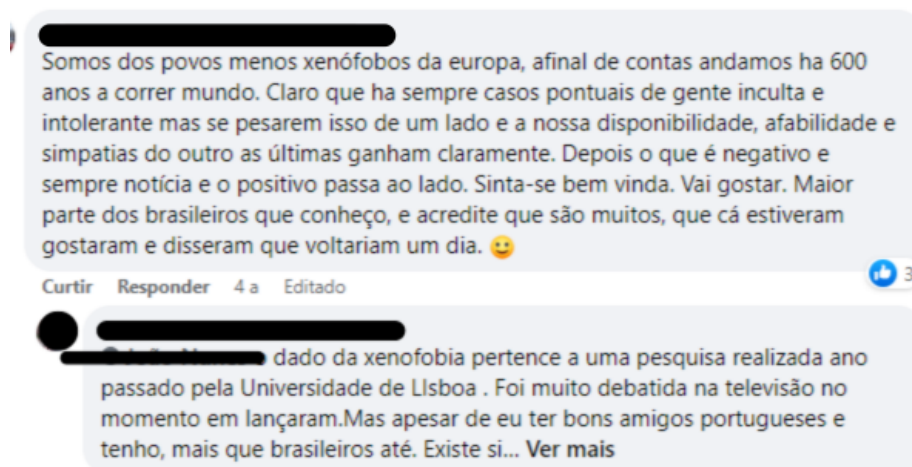 Somos dos povos menos xenófobos da europa, afinal de contas andamos ha 600
anos a correr mundo. Claro que ha sempre casos pontuais de gente inculta e
intolerante mas se pesarem isso de um lado e a nossa disponibilidade, afabilidade e
simpatias do outro as últimas ganham claramente. Depois o que é negativo e
sempre notícia e o positivo passa ao lado. Sinta-se bem vinda. Vai gostar. Maior
parte dos brasileiros que conheço, e acredite que são muitos, que cá estiveram
gostaram e disseram que voltariam um dia. 🙂
3
Curtir Responder 4 a Editado
dado da xenofobia pertence a uma pesquisa realizada ano
passado pela Universidade de LIsboa . Foi muito debatida na televisão no
momento em lançaram.Mas apesar de eu ter bons amigos portugueses e
tenho, mais que brasileiros até. Existe si... Ver mais